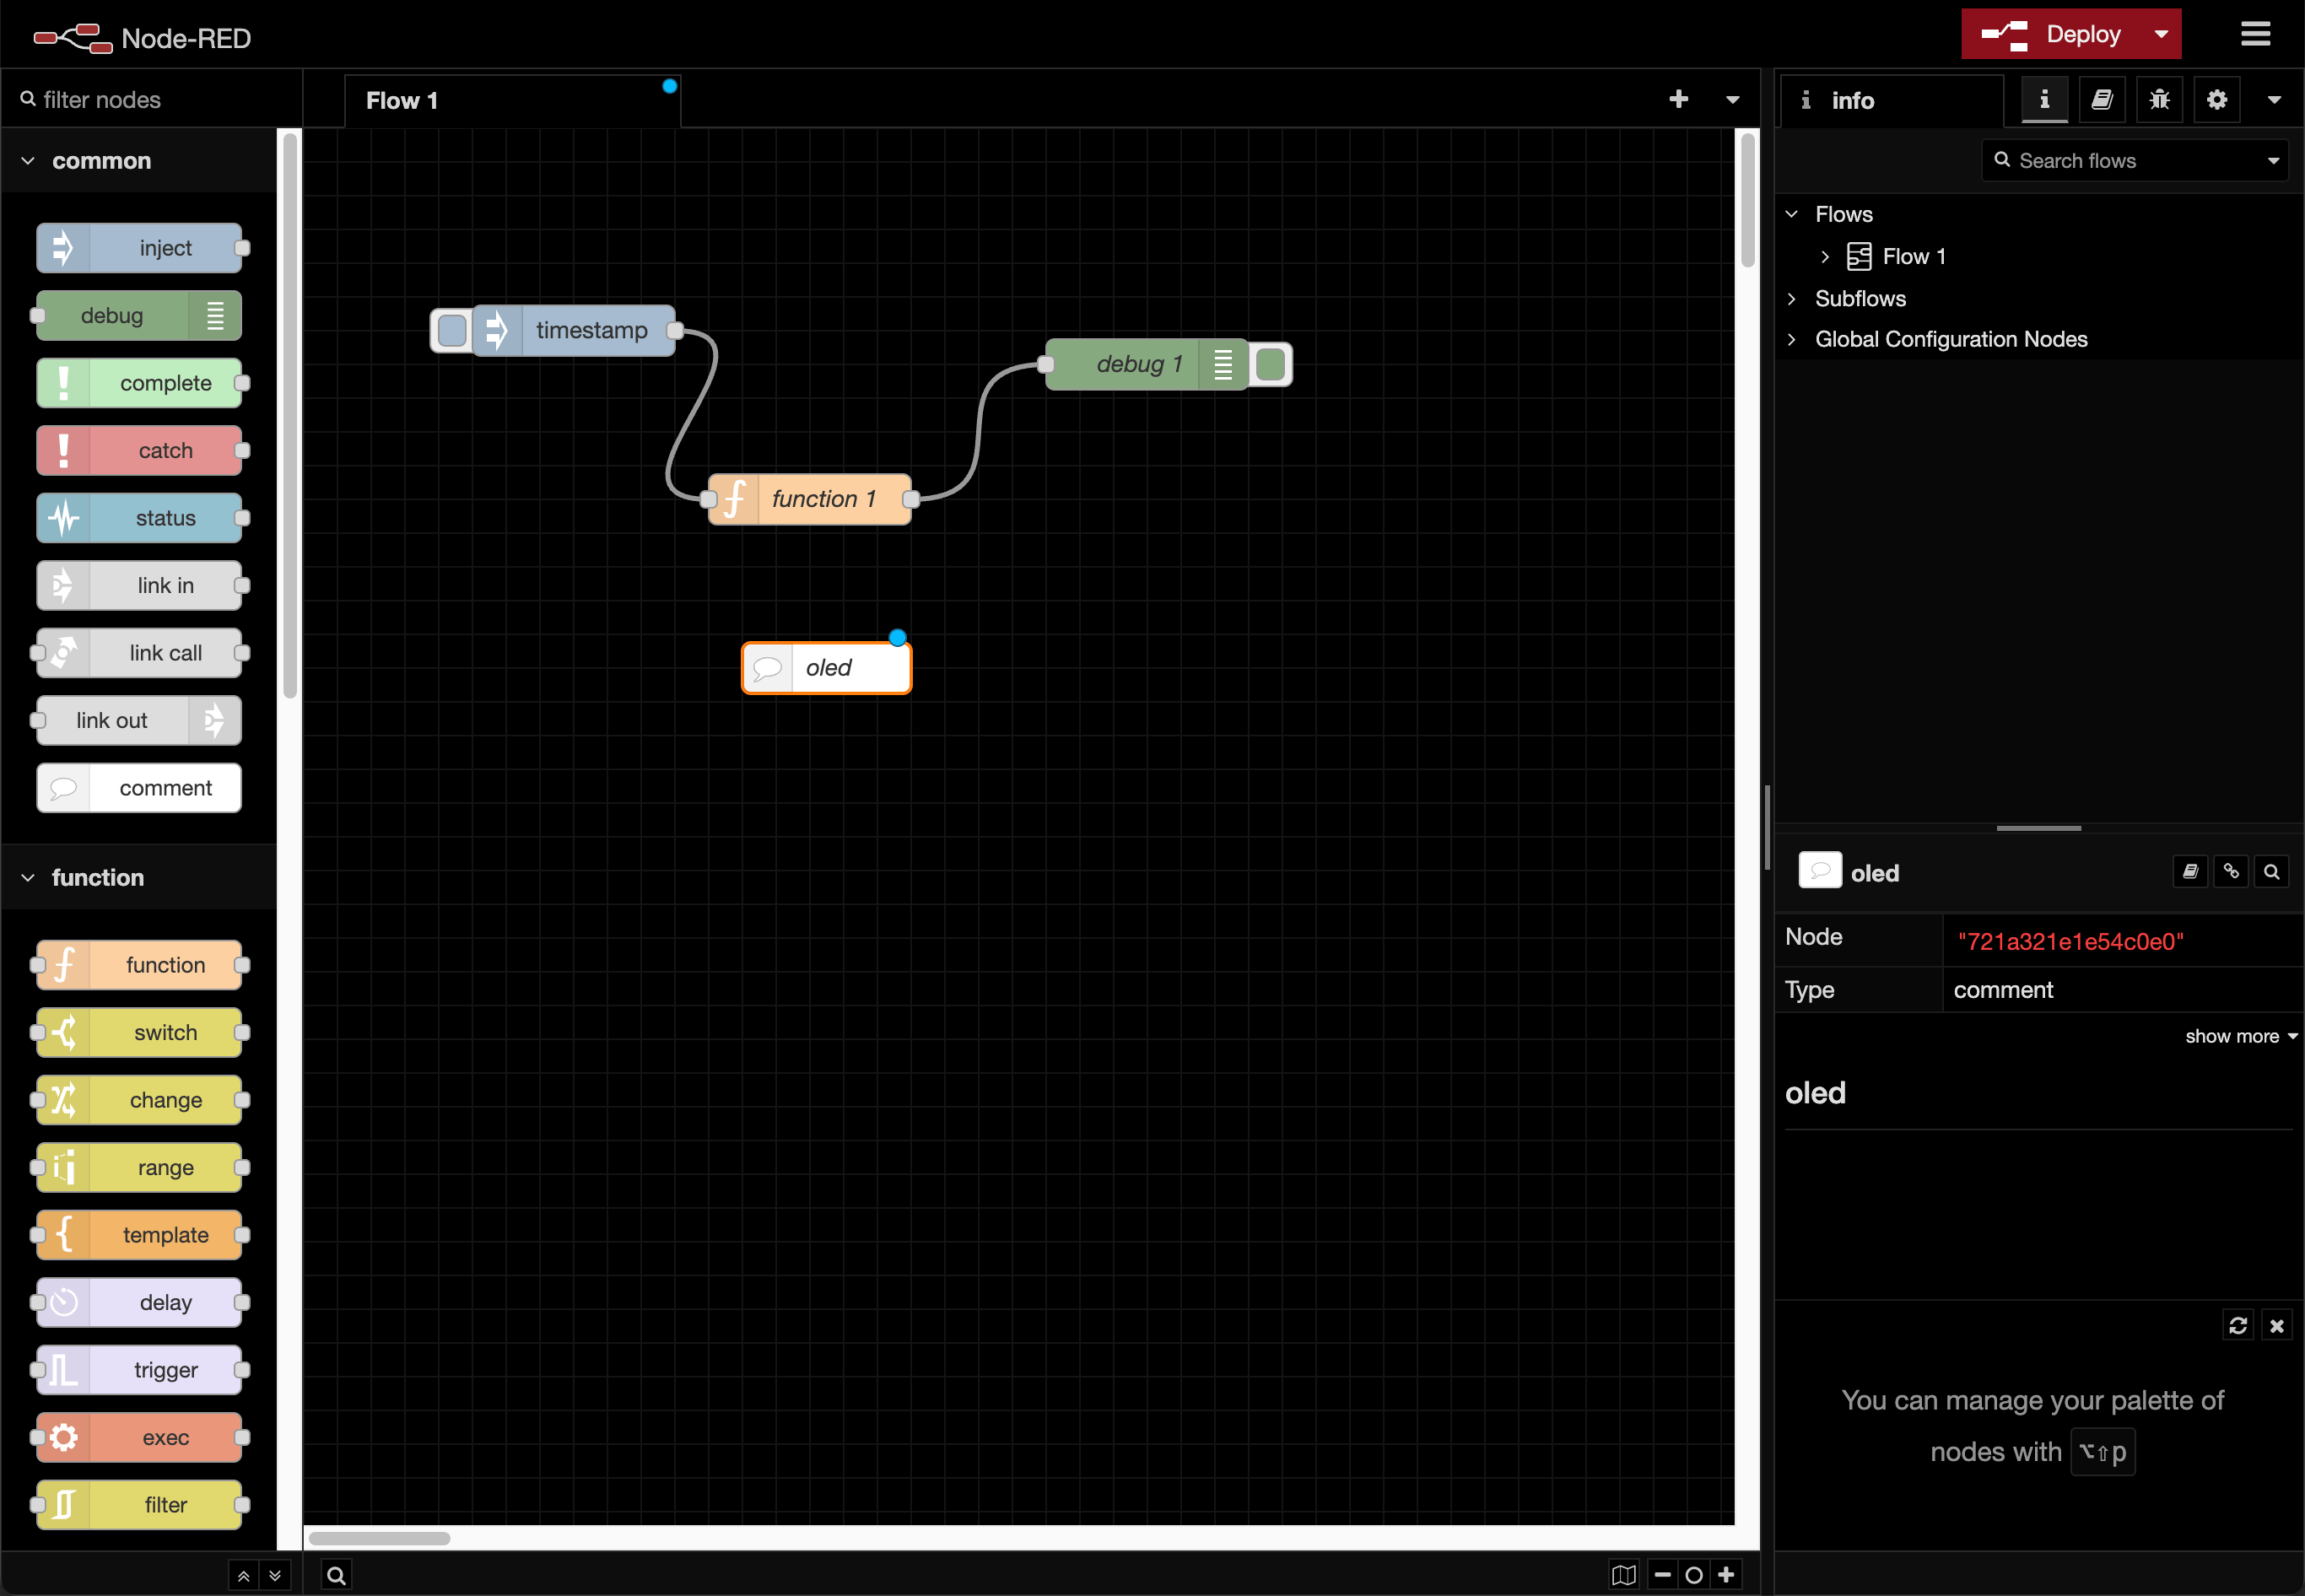 Node-RED
Deploy
filter nodes
Flow 1
info
common
inject
debug
complete
catch
status
link in
link call
link out
comment
function
function
switch
change
range
template
delay
trigger
exec
filter
timestamp
debug 1
function 1
oled
Search flows
Flows
Flow 1
Subflows
Global Configuration Nodes
oled
Node "721a321e1e54c0e0"
Type comment
show more
oled
You can manage your palette of
nodes with ⌥⇧p